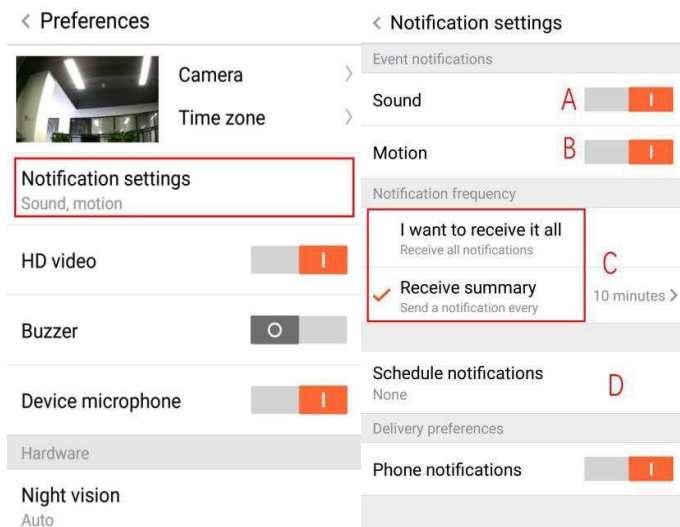 Preferences
Camera
Time zone
Notification settings
Sound, motion
HD video
Buzzer
Device microphone
Hardware
Night vision
Auto
Notification settings
Event notifications
Sound A
Motion B
Notification frequency
I want to receive it all
Receive all notifications
C
Receive summary
10 minutes
Send a notification every
Schedule notifications
None
D
Delivery preferences
Phone notifications